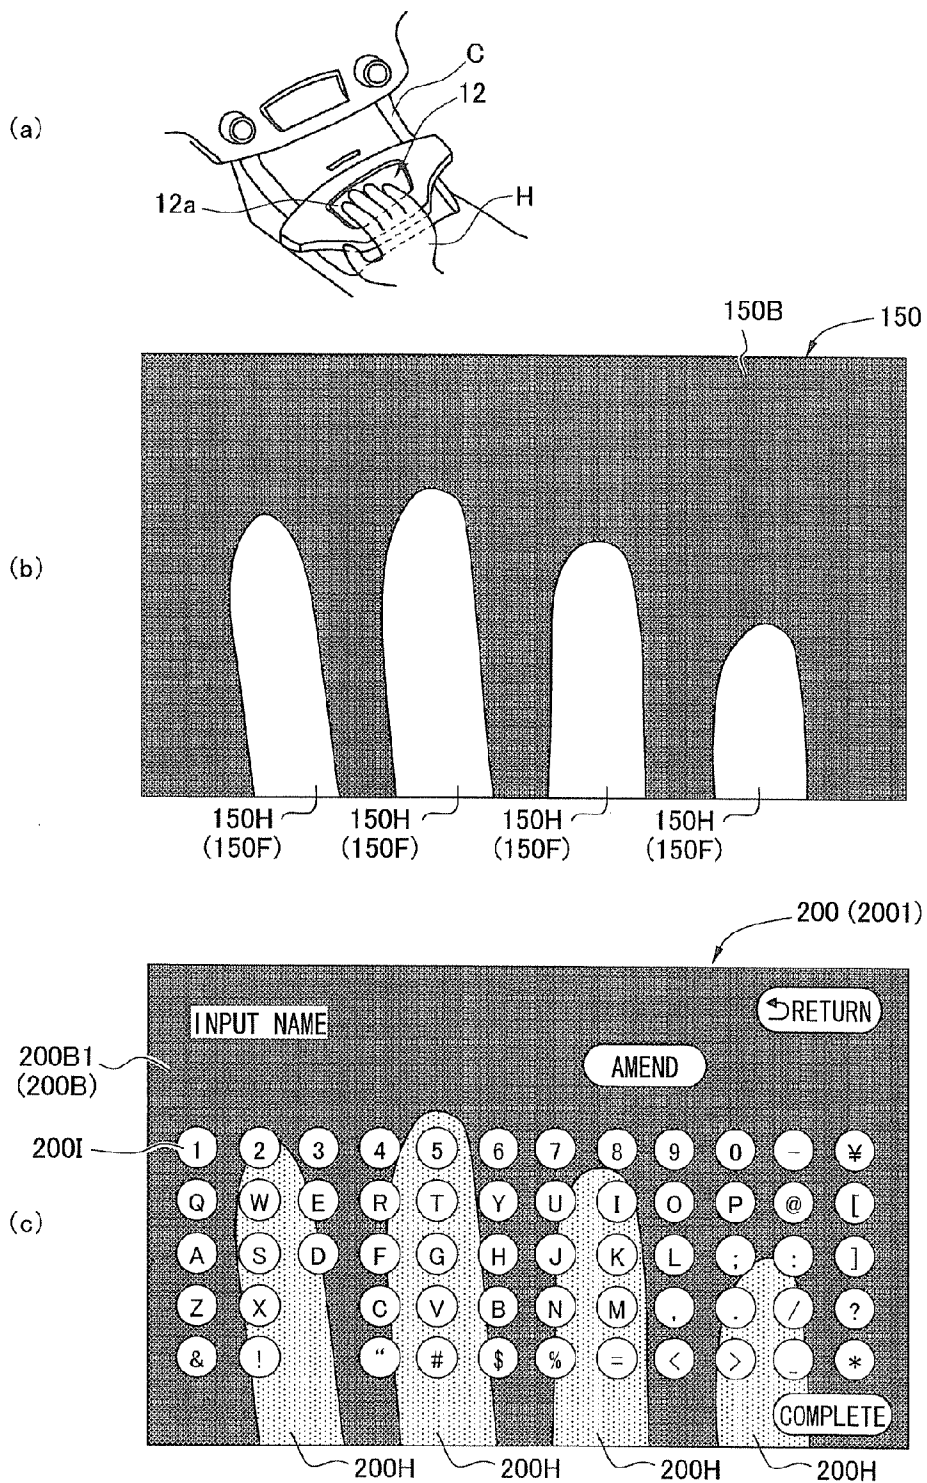 (a)
C
12
12a
H
150B
150
(b)
150H 150H 150H 150H
(150F) (150F) (150F) (150F)
200 (2001)
INPUT NAME
RETURN
200B1
(200B)
AMEND
200I
1 2 3 4 5 6 7 8 9 0 − ¥
(c)
Q W E R T Y U I O P @ [
A S D F G H J K L ; : ]
Z X C V B N M , . / ?
& ! “ # $ % = < > _ *
COMPLETE
200H 200H 200H 200H